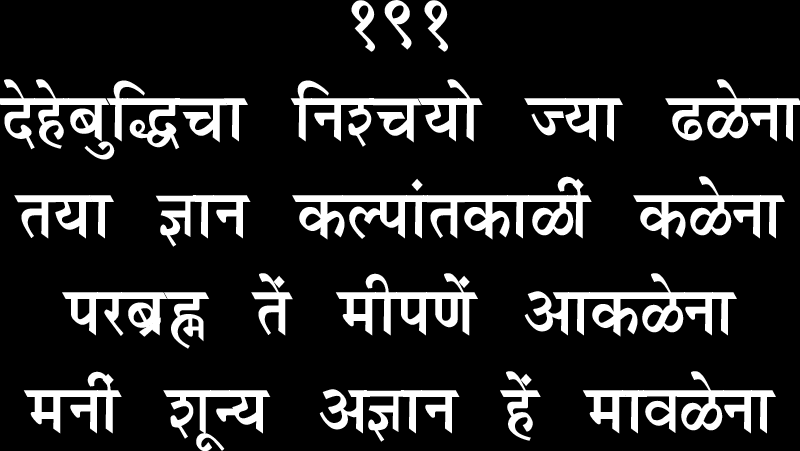 १९१
देहेबुद्धिचा निश्चयो ज्या ढळेना
तया ज्ञान कल्पांतकाळीं कळेना
परब्रह्म तें मीपणें आकळेना
मनीं शून्य अज्ञान हें मावळेना